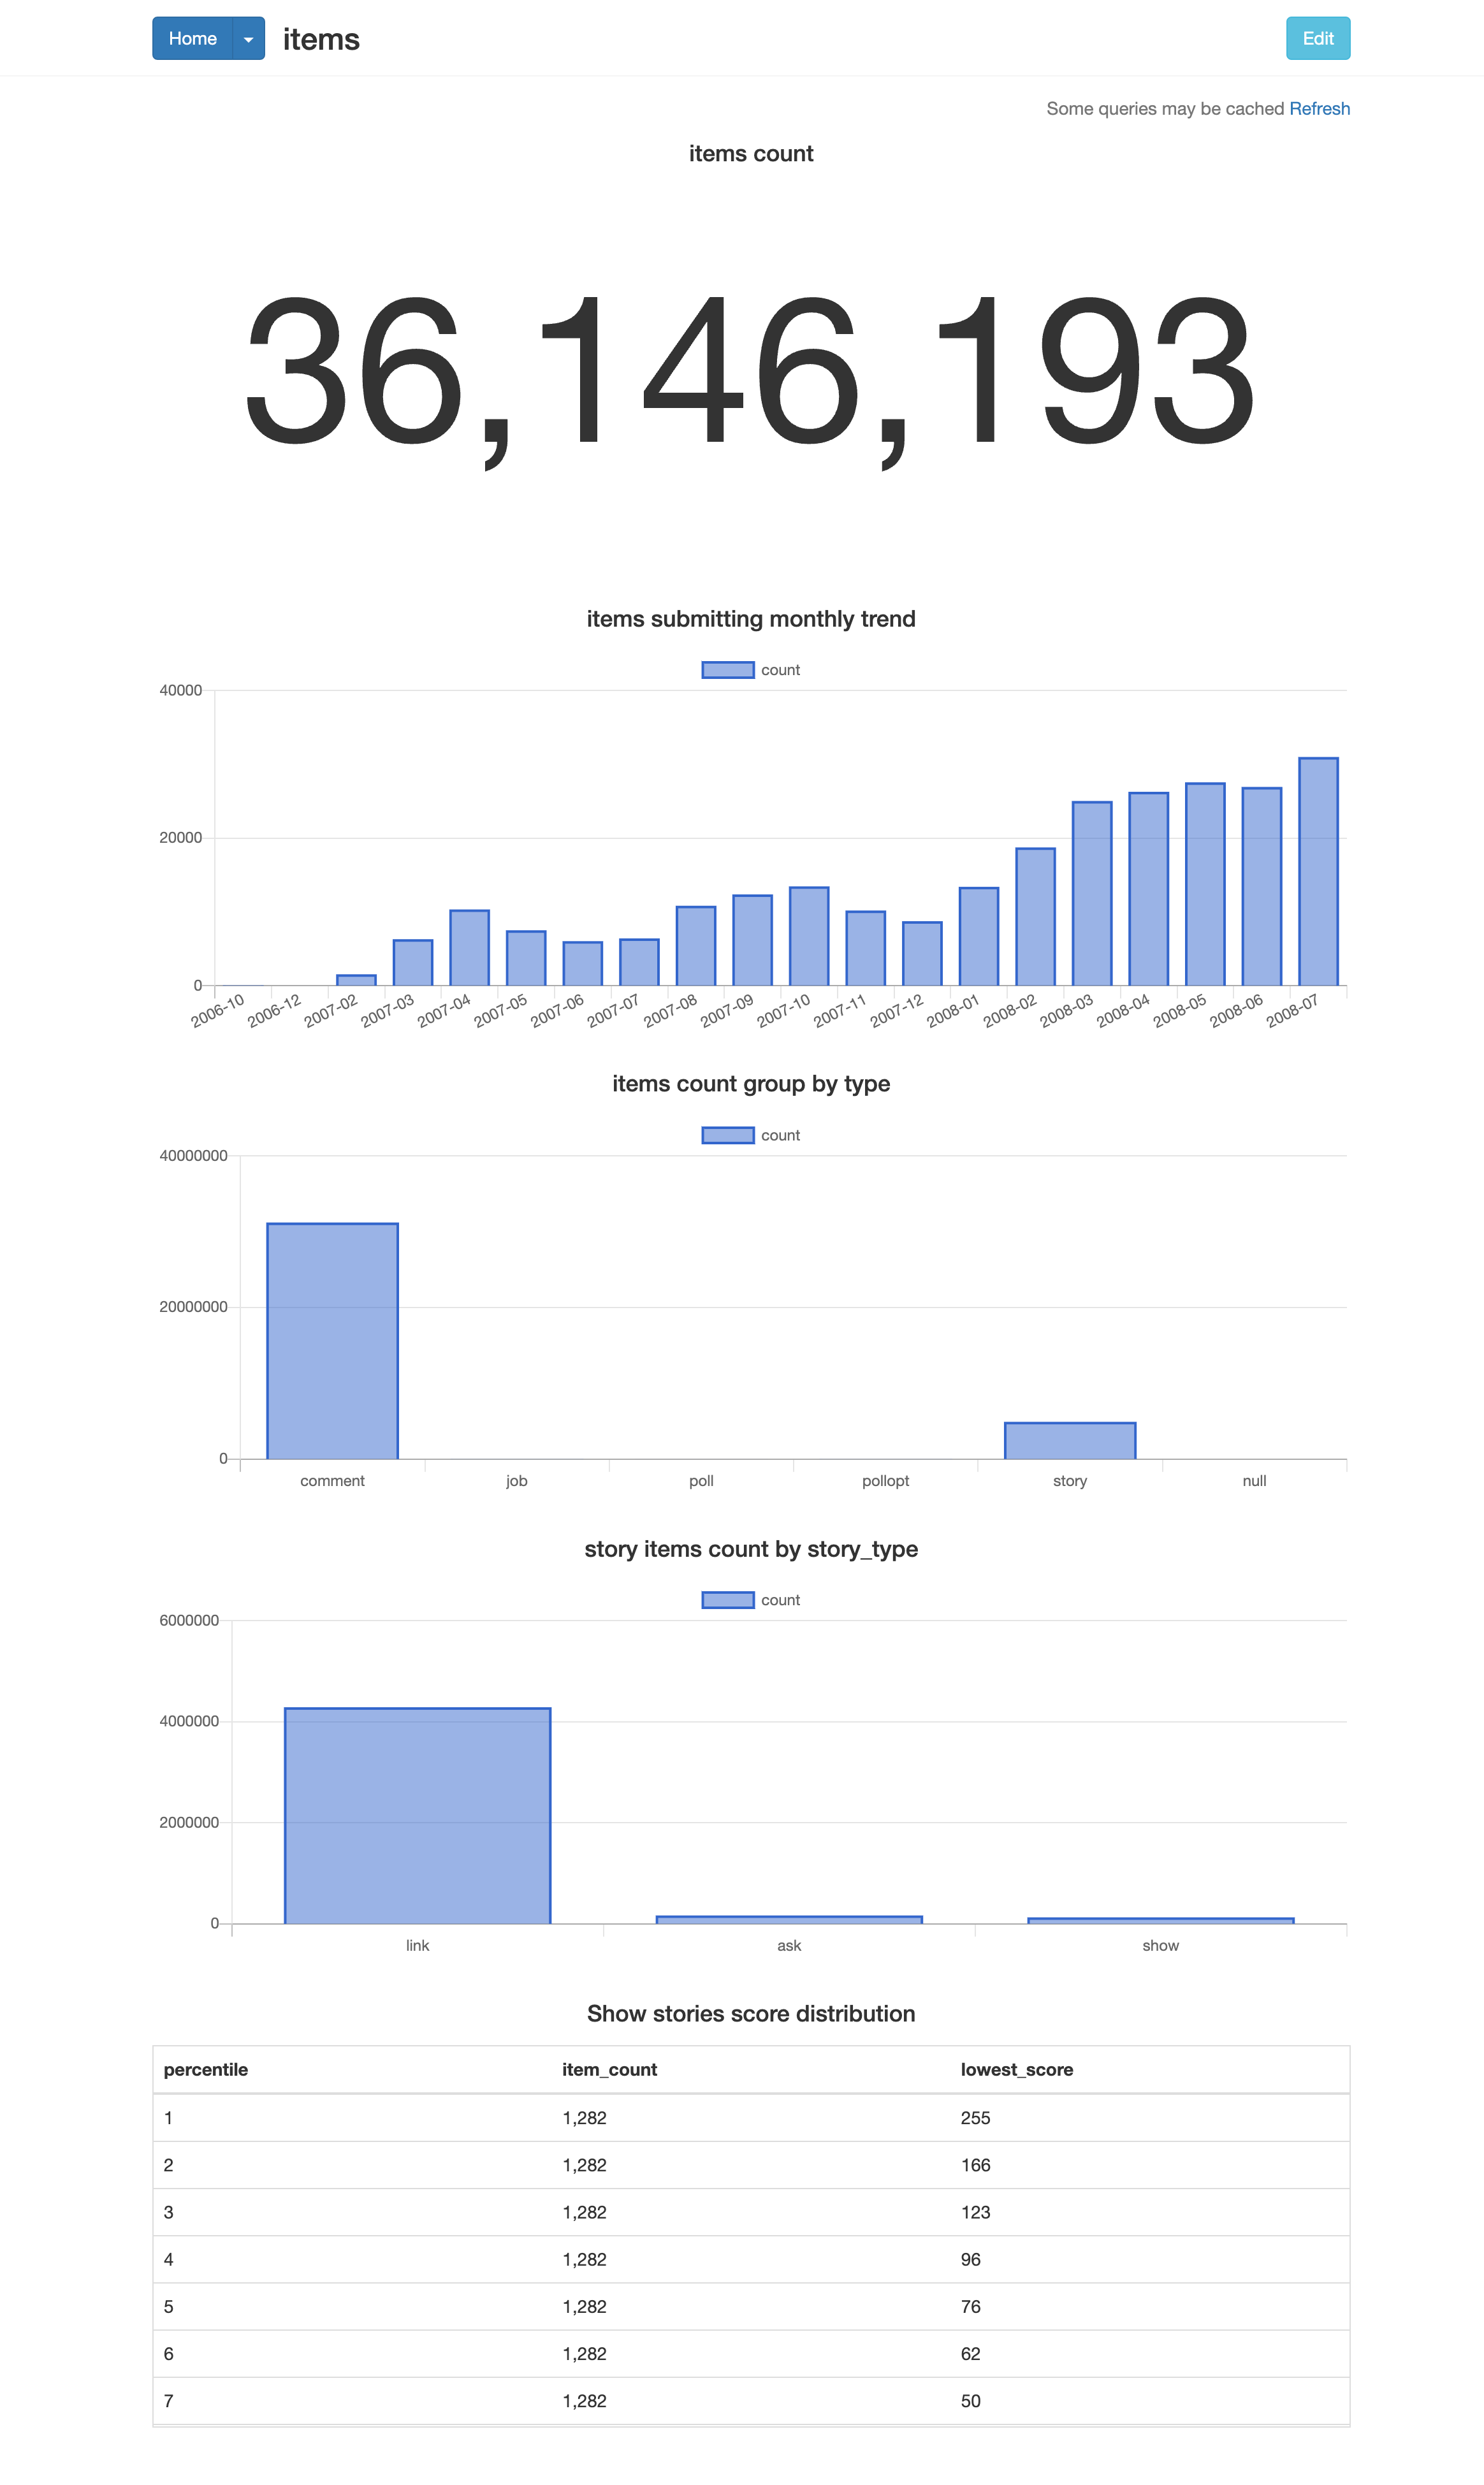 Home items Edit
Some queries may be cached Refresh
items count
36,146,193
items submitting monthly trend
count
40000
20000
0
2006-10 2006-12 2007-02 2007-03 2007-04 2007-05 2007-06 2007-07 2007-08 2007-09 2007-10 2007-11 2007-12 2008-01 2008-02 2008-03 2008-04 2008-05 2008-06 2008-07
items count group by type
count
40000000
20000000
0
comment job poll pollopt story null
story items count by story_type
count
6000000
4000000
2000000
0
link ask show
Show stories score distribution
percentile item_count lowest_score
1 1,282 255
2 1,282 166
3 1,282 123
4 1,282 96
5 1,282 76
6 1,282 62
7 1,282 50